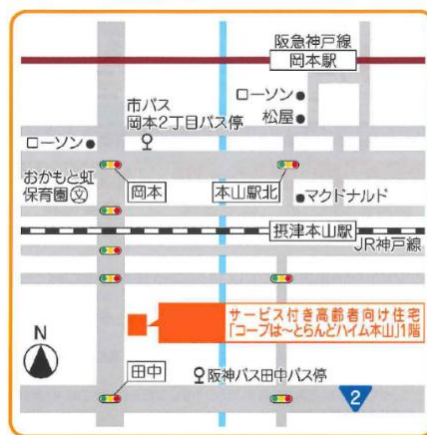 阪急神戸線
岡本駅
ローソン
市バス
岡本2丁目バス停
松屋
ローソン
おかもと虹
保育園
文
岡本
本山駅北
マクドナルド
摂津本山駅
JR神戸線
サービス付き高齢者向け住宅
「コープは〜とらんどハイム本山」1階
N
田中
阪神バス田中バス停
2